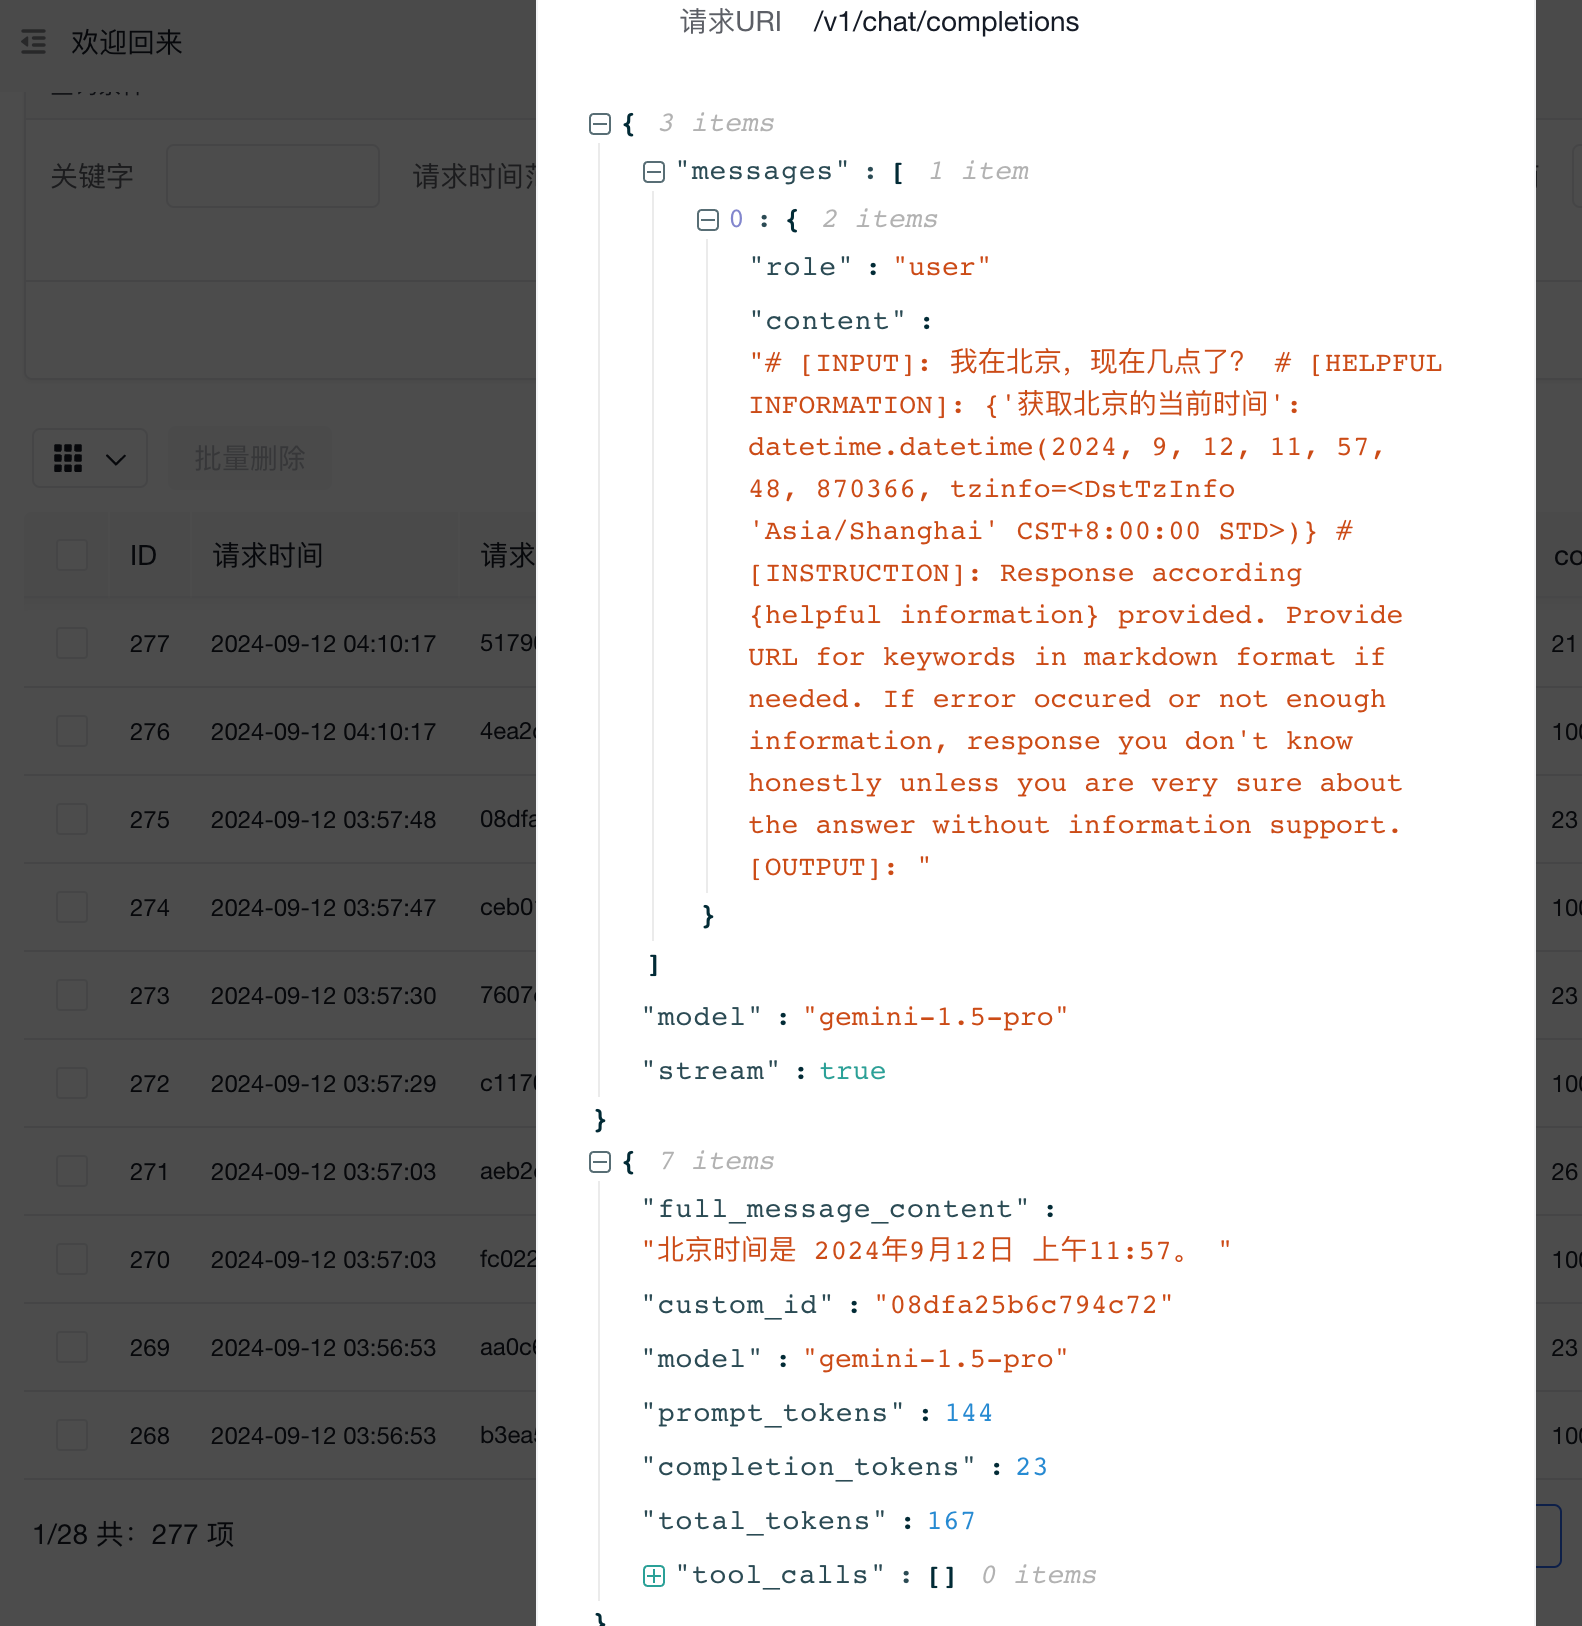 欢迎回来
关键字
请求时间
批量删除
ID 请求时间 请求
277 2024-09-12 04:10:17 5179 21
276 2024-09-12 04:10:17 4ea2 100
275 2024-09-12 03:57:48 08dfa 23
274 2024-09-12 03:57:47 ceb0 100
273 2024-09-12 03:57:30 7607 23
272 2024-09-12 03:57:29 c117 100
271 2024-09-12 03:57:03 aeb2 26
270 2024-09-12 03:57:03 fc022 100
269 2024-09-12 03:56:53 aa0c 23
268 2024-09-12 03:56:53 b3ea 100
1/28 共：277 项
请求URI /v1/chat/completions
{ 3 items
"messages" : [ 1 item
0 : { 2 items
"role" : "user"
"content" :
"# [INPUT]: 我在北京，现在几点了？ # [HELPFUL
INFORMATION]: {'获取北京的当前时间':
datetime.datetime(2024, 9, 12, 11, 57,
48, 870366, tzinfo=<DstTzInfo
'Asia/Shanghai' CST+8:00:00 STD>)} #
[INSTRUCTION]: Response according
{helpful information} provided. Provide
URL for keywords in markdown format if
needed. If error occured or not enough
information, response you don't know
honestly unless you are very sure about
the answer without information support.
[OUTPUT]: "
}
]
"model" : "gemini-1.5-pro"
"stream" : true
}
{ 7 items
"full_message_content" :
"北京时间是 2024年9月12日 上午11:57。 "
"custom_id" : "08dfa25b6c794c72"
"model" : "gemini-1.5-pro"
"prompt_tokens" : 144
"completion_tokens" : 23
"total_tokens" : 167
"tool_calls" : [] 0 items
}